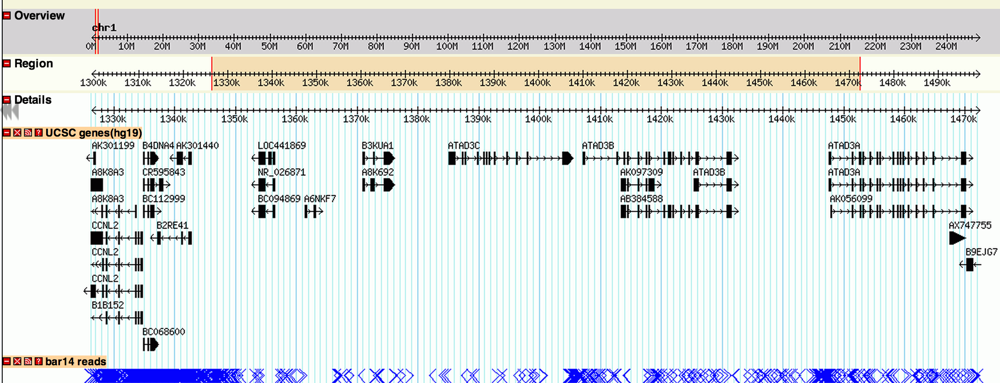 Overview
chr1
0M 10M 20M 30M 40M 50M 60M 70M 80M 90M 100M 110M 120M 130M 140M 150M 160M 170M 180M 190M 200M 210M 220M 230M 240M
Region
1300k 1310k 1320k 1330k 1340k 1350k 1360k 1370k 1380k 1390k 1400k 1410k 1420k 1430k 1440k 1450k 1460k 1470k 1480k 1490k
Details
1330k 1340k 1350k 1360k 1370k 1380k 1390k 1400k 1410k 1420k 1430k 1440k 1450k 1460k 1470k
UCSC genes(hg19)
AK301199 B4DNA4 AK301440 LOC441869 B3KUA1 ATAD3C ATAD3B ATAD3A
A8K8A3 CR595843 NR_026871 A8K692 AK097309 ATAD3B ATAD3A
A8K8A3 BC112999 BC094869 A6NKF7 AB384588 AK056099
CCNL2 B2RE41 AX747755
CCNL2 B9EJG7
CCNL2
B1B152
BC068600
bar14 reads